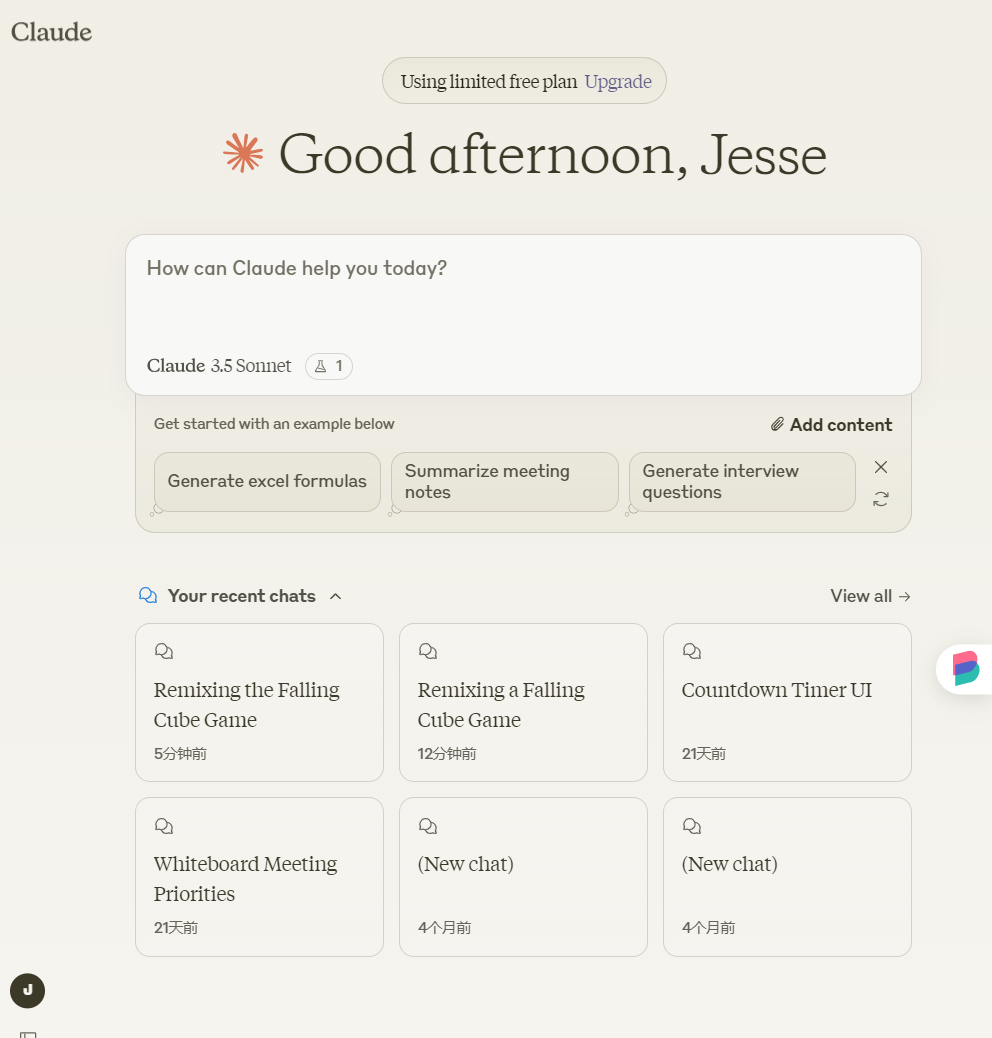 Claude
Using limited free plan Upgrade
Good afternoon, Jesse
How can Claude help you today?
Claude 3.5 Sonnet 1
Get started with an example below
Add content
Generate excel formulas
Summarize meeting
notes
Generate interview
questions
Your recent chats
View all →
Remixing the Falling
Cube Game
5分钟前
Remixing a Falling
Cube Game
12分钟前
Countdown Timer UI
21天前
Whiteboard Meeting
Priorities
21天前
(New chat)
4个月前
(New chat)
4个月前
J